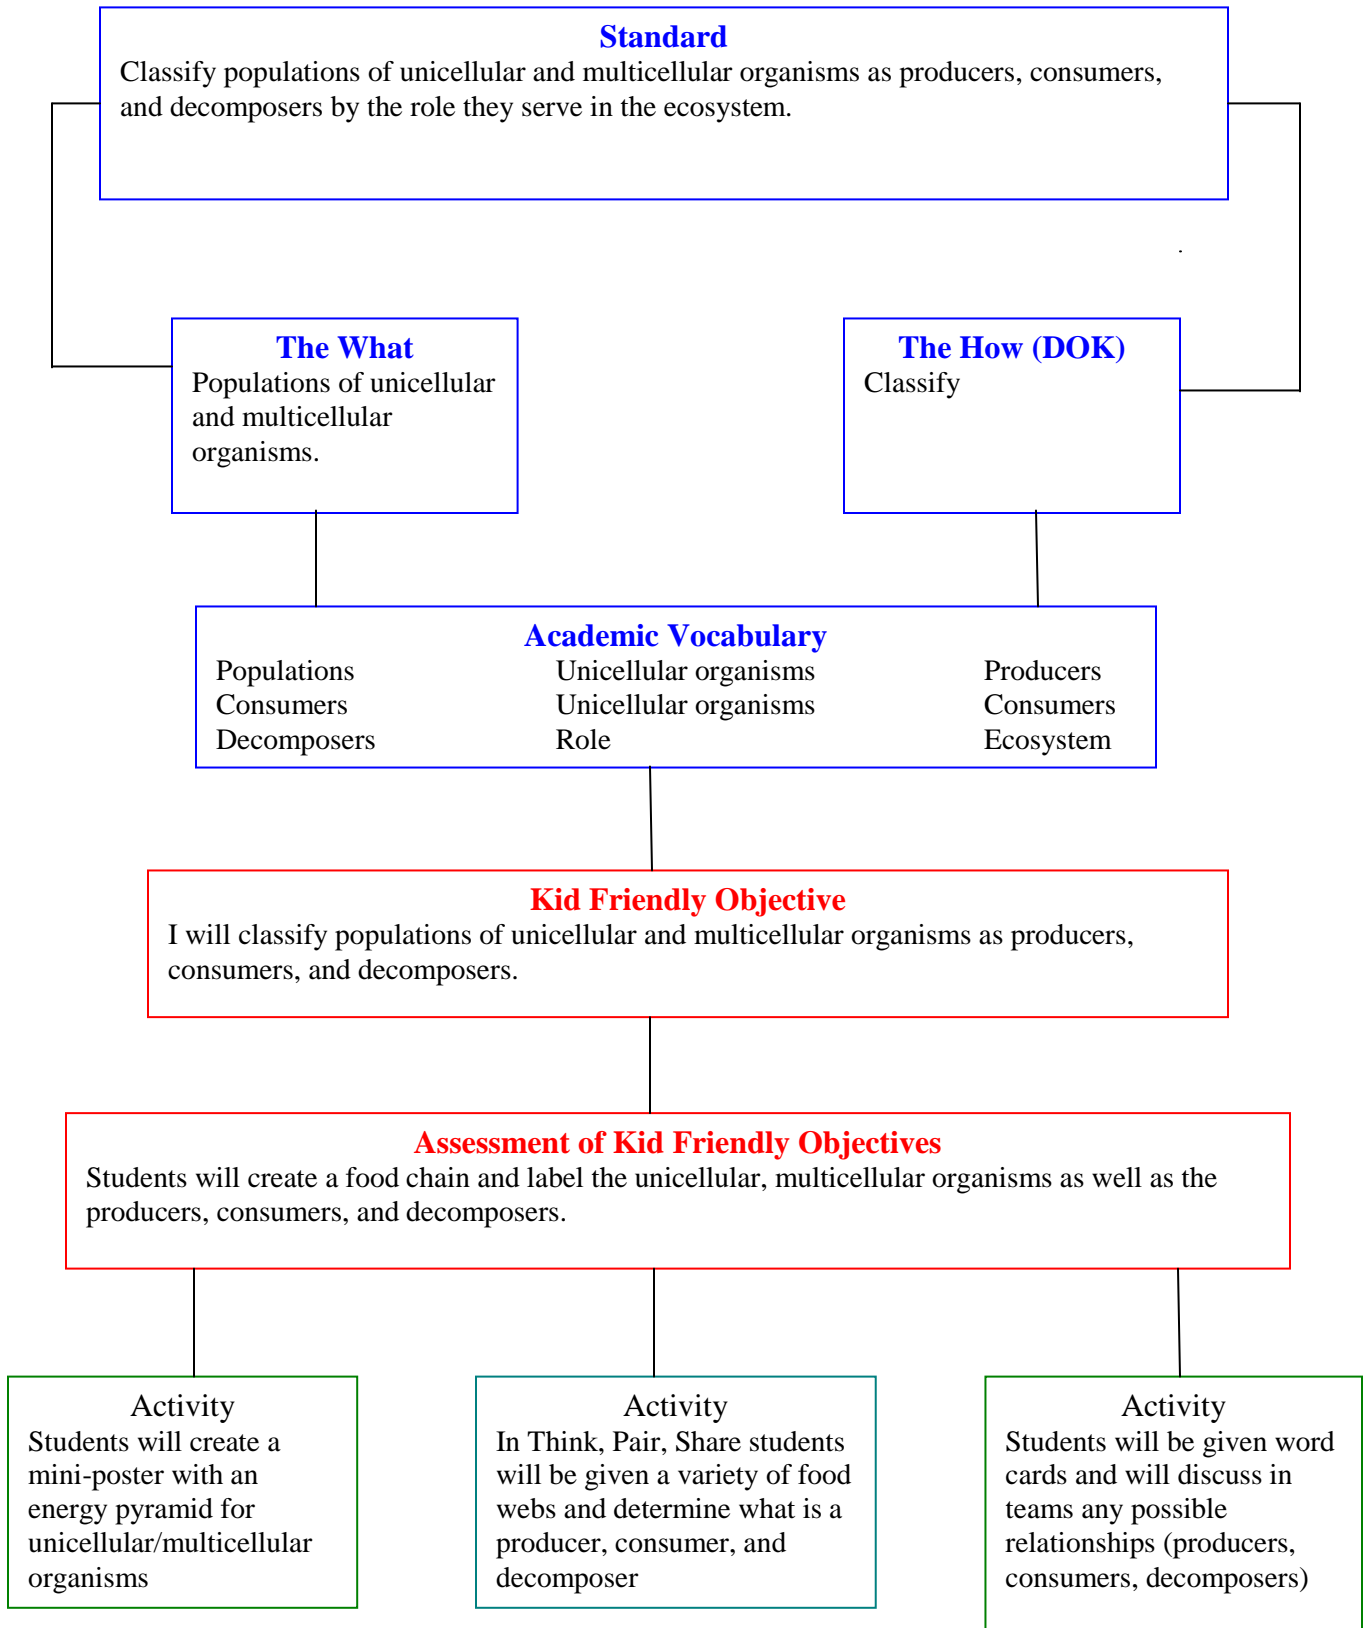 Standard
Classify populations of unicellular and multicellular organisms as producers, consumers,
and decomposers by the role they serve in the ecosystem.
The What
Populations of unicellular
and multicellular
organisms.
The How (DOK)
Classify
Academic Vocabulary
Populations Unicellular organisms Producers
Consumers Unicellular organisms Consumers
Decomposers Role Ecosystem
Kid Friendly Objective
I will classify populations of unicellular and multicellular organisms as producers,
consumers, and decomposers.
Assessment of Kid Friendly Objectives
Students will create a food chain and label the unicellular, multicellular organisms as well as the
producers, consumers, and decomposers.
Activity
Students will create a
mini-poster with an
energy pyramid for
unicellular/multicellular
organisms
Activity
In Think, Pair, Share students
will be given a variety of food
webs and determine what is a
producer, consumer, and
decomposer
Activity
Students will be given word
cards and will discuss in
teams any possible
relationships (producers,
consumers, decomposers)